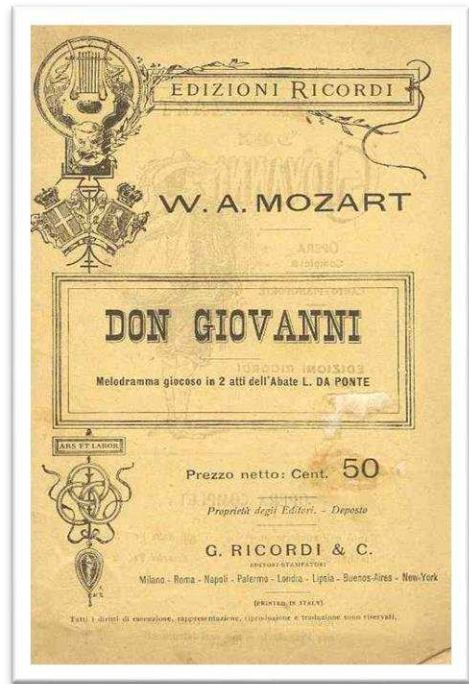 EDIZIONI RICORDI
W. A. MOZART
DON GIOVANNI
Melodramma giocoso in 2 atti dell'Abate L. DA PONTE
ARS ET LABOR
Prezzo netto: Cent. 50
Proprietà degli Editori. - Deposto
G. RICORDI & C.
EDITORI-STAMPATORI
Milano - Roma - Napoli - Palermo - Londra - Lipsia - Buenos-Aires - New-York
(PRINTED IN ITALY)
Tutti i diritti di esecuzione, rappresentazione, riproduzione e traduzione sono riservati.